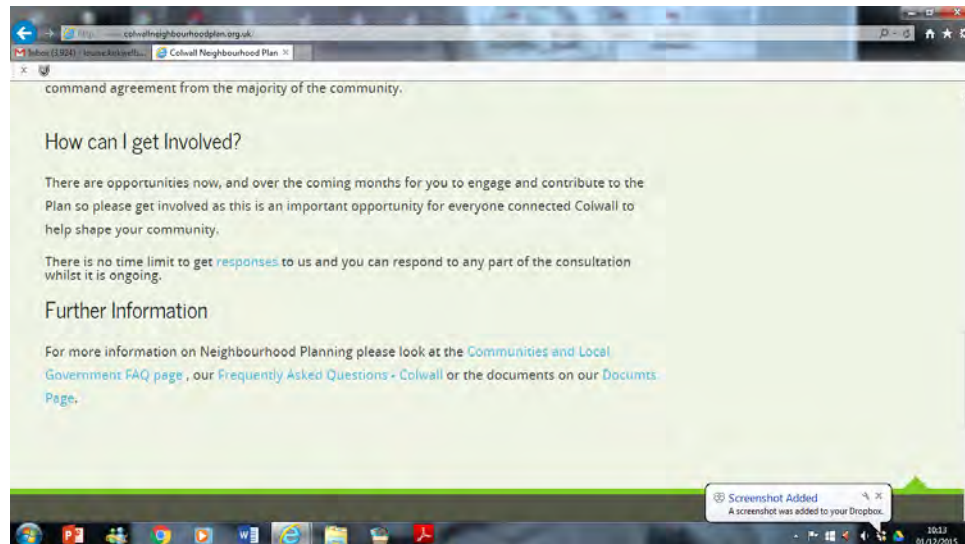 colwallneighbourhoodplan.org.uk
Colwall Neighbourhood Plan ×
command agreement from the majority of the community.
How can I get Involved?
There are opportunities now, and over the coming months for you to engage and contribute to the
Plan so please get involved as this is an important opportunity for everyone connected Colwall to
help shape your community.
There is no time limit to get responses to us and you can respond to any part of the consultation
whilst it is ongoing.
Further Information
For more information on Neighbourhood Planning please look at the Communities and Local
Government FAQ page , our Frequently Asked Questions - Colwall or the documents on our Documts
Page.
Screenshot Added
A screenshot was added to your Dropbox.
10:13
01/12/2015